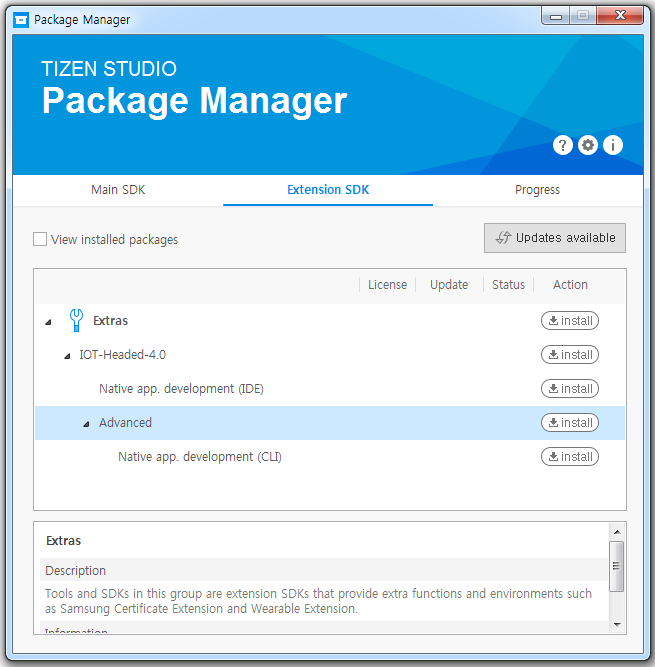 Package Manager
TIZEN STUDIO
Package Manager
? i
Main SDK Extension SDK Progress
View installed packages Updates available
License Update Status Action
Extras install
IOT-Headed-4.0 install
Native app. development (IDE) install
Advanced install
Native app. development (CLI) install
Extras
Description
Tools and SDKs in this group are extension SDKs that provide extra functions and environments such
as Samsung Certificate Extension and Wearable Extension.
Information